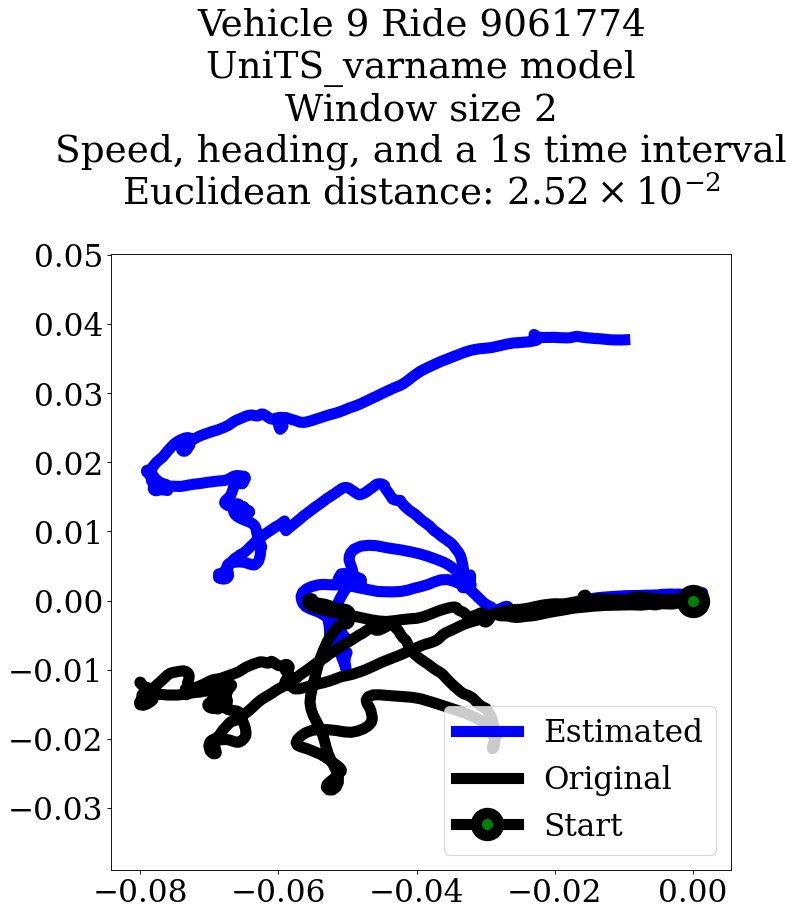 Vehicle 9 Ride 9061774
UniTS_varname model
Window size 2
Speed, heading, and a 1s time interval
Euclidean distance: 2.52 × 10⁻²
0.05
0.04
0.03
0.02
0.01
0.00
−0.01
−0.02
−0.03
Estimated
Original
Start
−0.08 −0.06 −0.04 −0.02 0.00